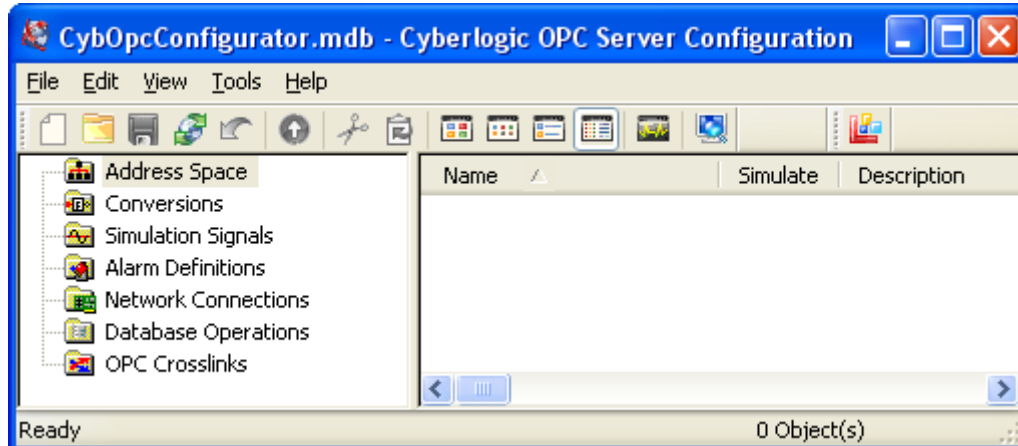 CybOpcConfigurator.mdb - Cyberlogic OPC Server Configuration
File Edit View Tools Help
Address Space
Conversions
Simulation Signals
Alarm Definitions
Network Connections
Database Operations
OPC Crosslinks
Name Simulate Description
Ready 0 Object(s)